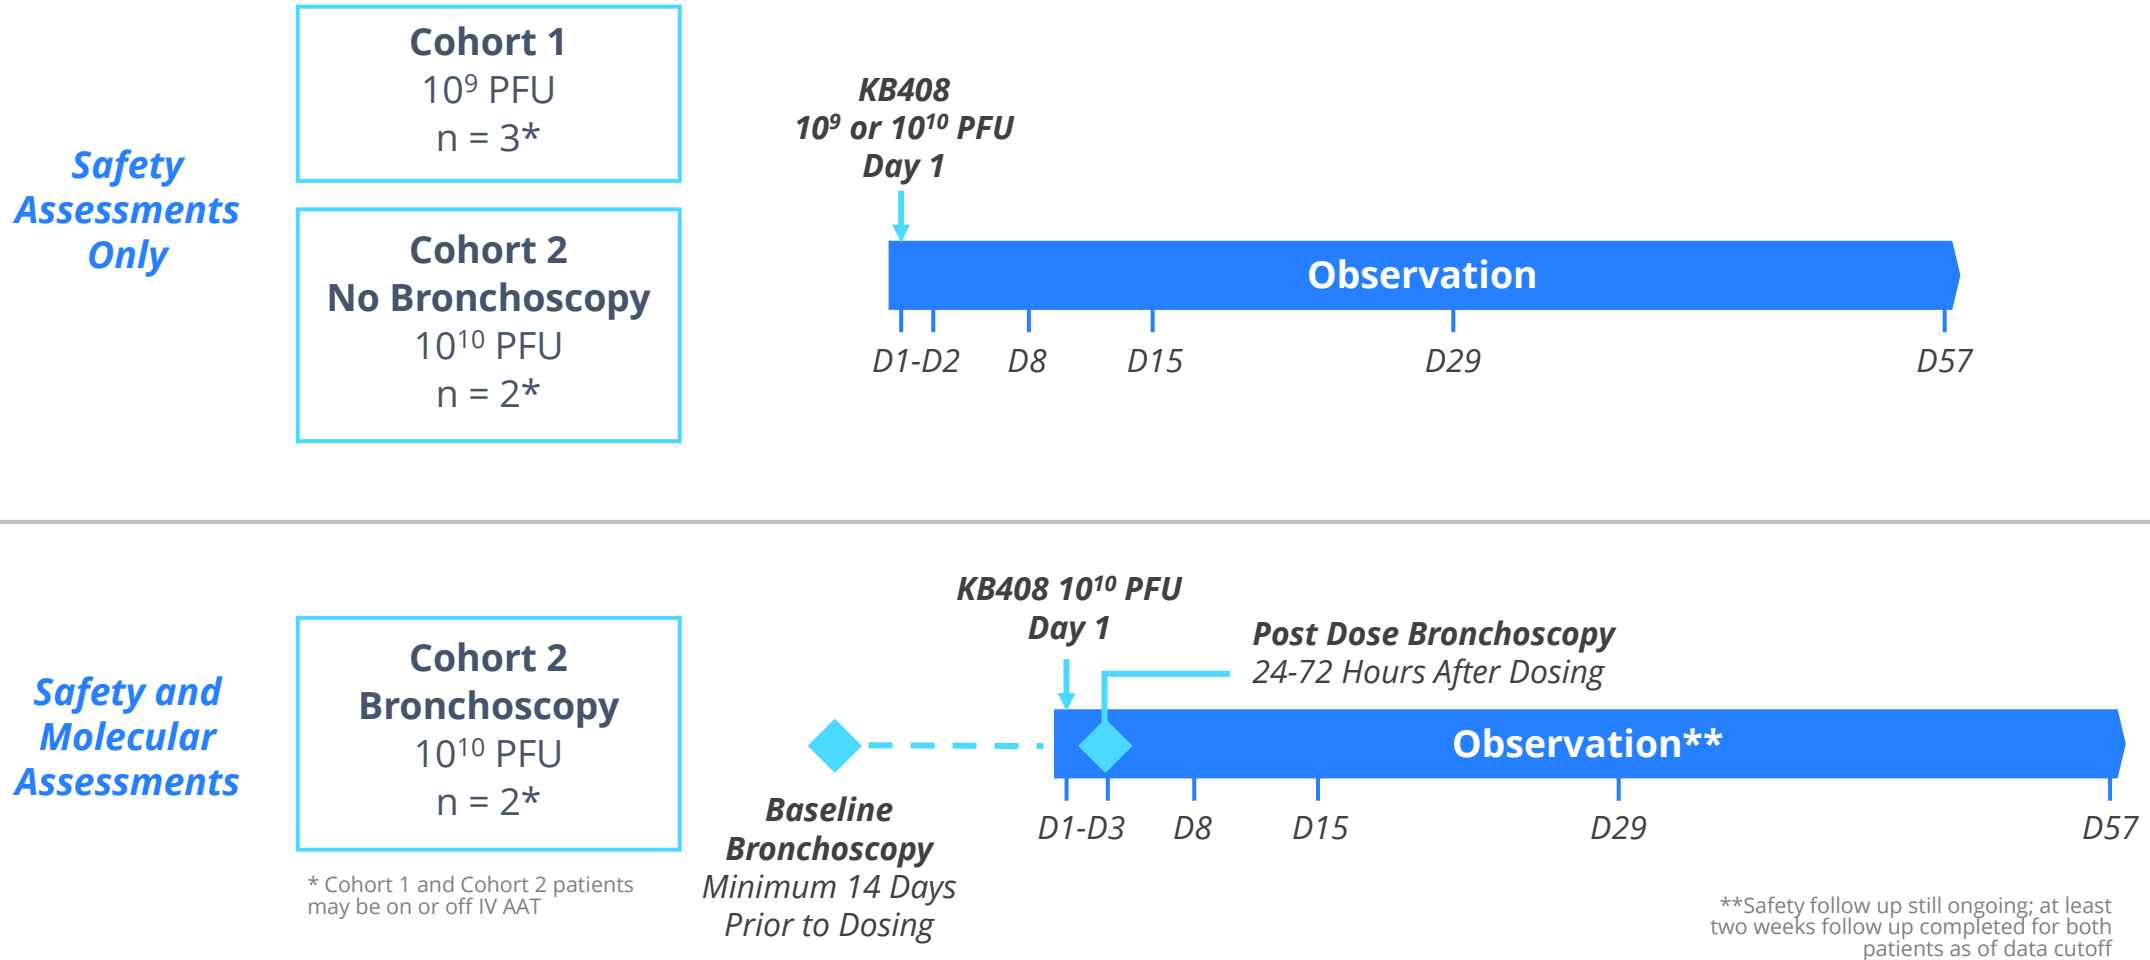 Safety
Assessments
Only
Cohort 1
10⁹ PFU
n = 3*
Cohort 2
No Bronchoscopy
10¹⁰ PFU
n = 2*
KB408
10⁹ or 10¹⁰ PFU
Day 1
Observation
D1-D2 D8 D15 D29 D57
Safety and
Molecular
Assessments
Cohort 2
Bronchoscopy
10¹⁰ PFU
n = 2*
* Cohort 1 and Cohort 2 patients
may be on or off IV AAT
KB408 10¹⁰ PFU
Day 1
Post Dose Bronchoscopy
24-72 Hours After Dosing
Observation**
D1-D3 D8 D15 D29 D57
Baseline
Bronchoscopy
Minimum 14 Days
Prior to Dosing
**Safety follow up still ongoing; at least
two weeks follow up completed for both
patients as of data cutoff